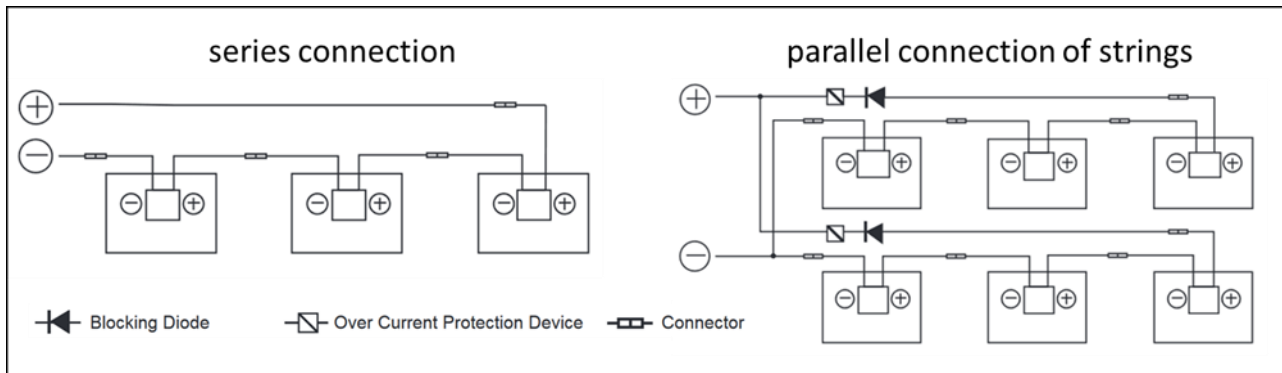 series connection
parallel connection of strings
+
−
− + − + − +
+
− + − + − +
−
− + − + − +
Blocking Diode
Over Current Protection Device
Connector